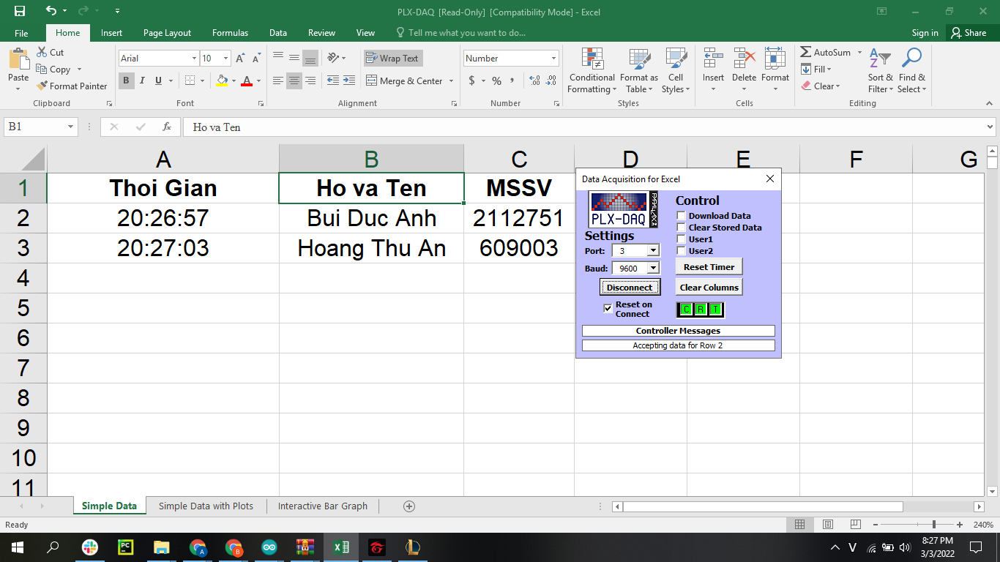 PLX-DAQ [Read-Only] [Compatibility Mode] - Excel
File Home Insert Page Layout Formulas Data Review View Tell me what you want to do... Sign in Share
Paste
Cut
Copy
Format Painter
Clipboard
Arial 10 A A
B I U A
Font
Wrap Text
Merge & Center
Alignment
Number
$ % , .0 .00 .00 .0
Number
Conditional Formatting
Format as Table
Cell Styles
Styles
Insert Delete Format
Cells
AutoSum
Fill
Clear
Sort & Filter
Find & Select
Editing
B1 fx Ho va Ten
A B C D E F G
1 Thoi Gian Ho va Ten MSSV
2 20:26:57 Bui Duc Anh 2112751
3 20:27:03 Hoang Thu An 609003
4
5
6
7
8
9
10
11
Data Acquisition for Excel
PLX-DAQ
PARALLAX
Settings
Port: 3
Baud: 9600
Disconnect
Reset on
Connect
Control
Download Data
Clear Stored Data
User1
User2
Reset Timer
Clear Columns
C R T
Controller Messages
Accepting data for Row 2
Simple Data Simple Data with Plots Interactive Bar Graph
Ready 240%
PC A B V 8:27 PM
3/3/2022